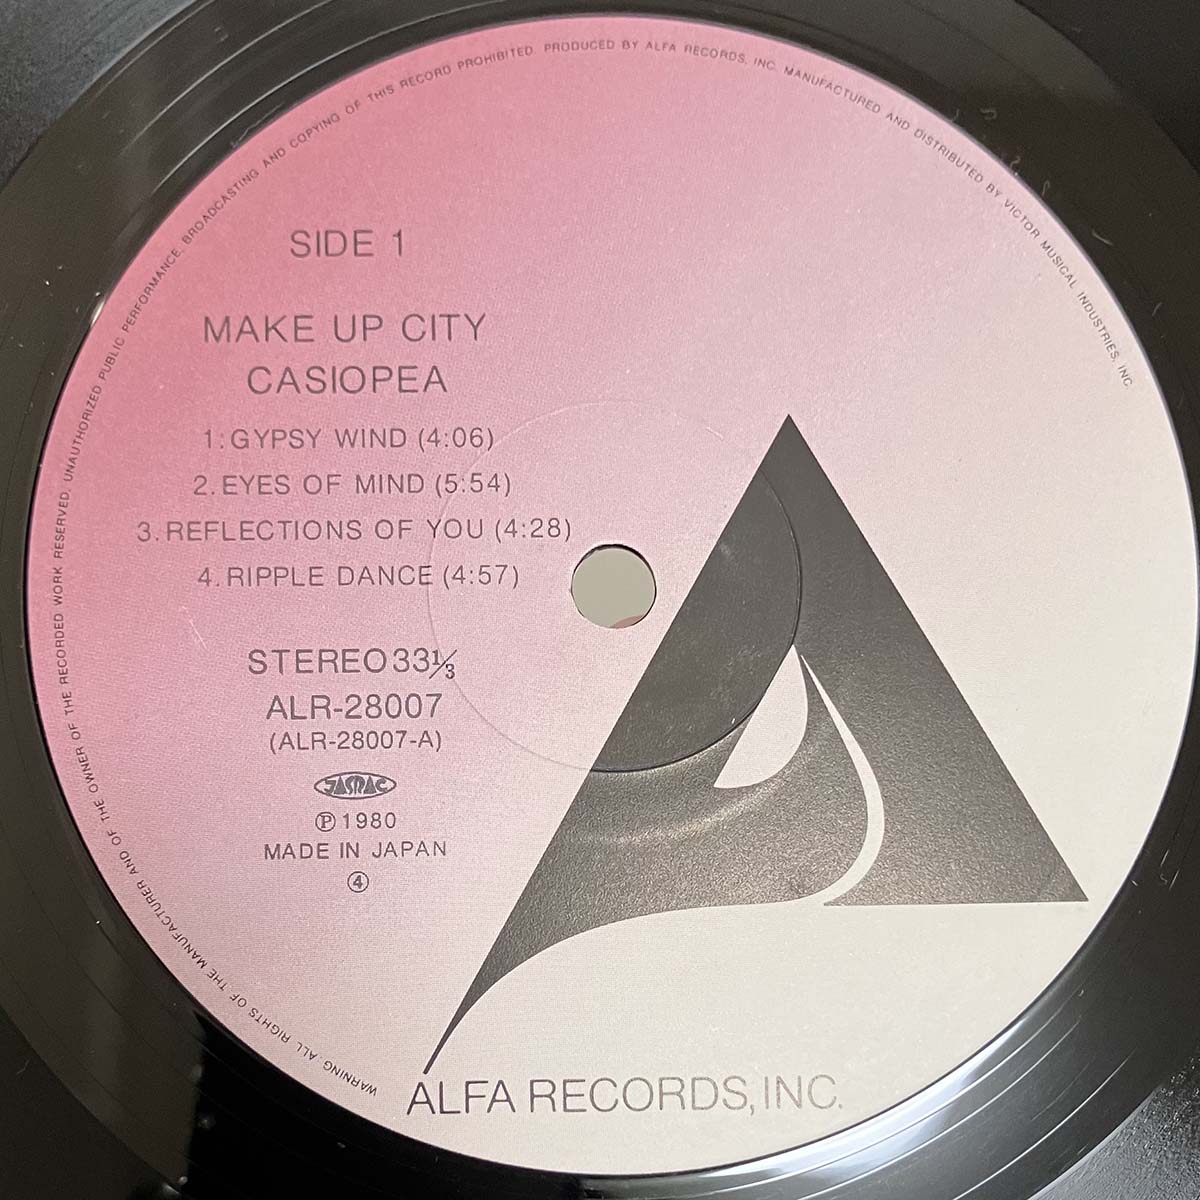 SIDE 1
MAKE UP CITY
CASIOPEA
1:GYPSY WIND (4:06)
2.EYES OF MIND (5:54)
3.REFLECTIONS OF YOU (4:28)
4.RIPPLE DANCE (4:57)
STEREO 33⅓
ALR-28007
(ALR-28007-A)
JASRAC
Ⓟ1980
MADE IN JAPAN
④
ALFA RECORDS, INC.
WARNING: ALL RIGHTS OF THE MANUFACTURER AND OF THE OWNER OF THE RECORDED WORK RESERVED, UNAUTHORIZED PUBLIC PERFORMANCE, BROADCASTING AND COPYING OF THIS RECORD PROHIBITED. PRODUCED BY ALFA RECORDS, INC. MANUFACTURED AND DISTRIBUTED BY VICTOR MUSICAL INDUSTRIES, INC.